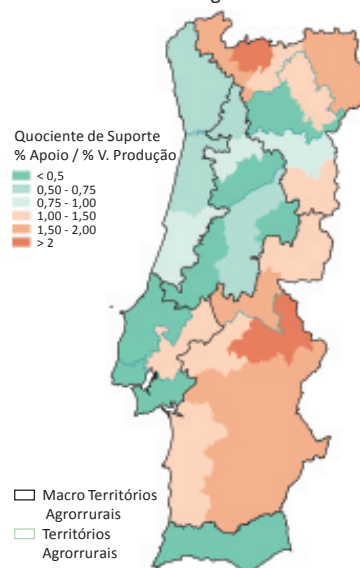 Quociente de Suporte
% Apoio / % V. Produção
< 0,5
0,50 - 0,75
0,75 - 1,00
1,00 - 1,50
1,50 - 2,00
> 2
Macro Territórios
Agrorrurais
Territórios
Agrorrurais